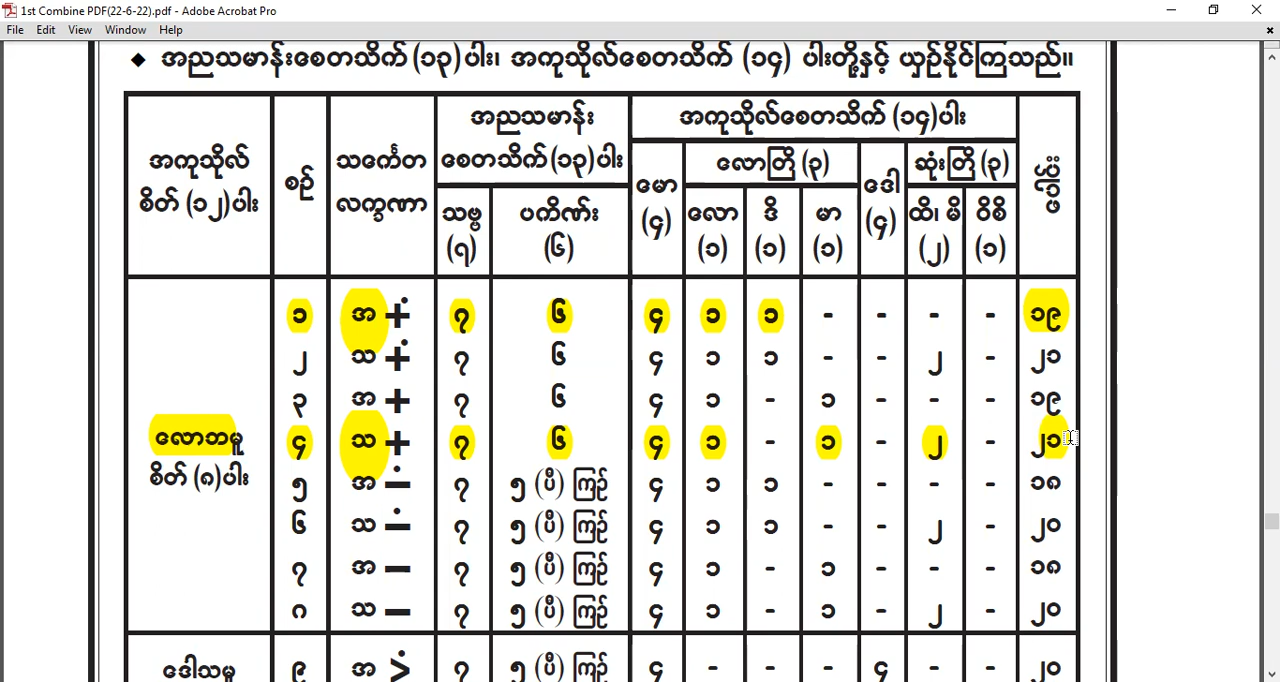 1st Combine PDF(22-6-22).pdf - Adobe Acrobat Pro
File Edit View Window Help
◆ အညသမာန်းစေတသိက်(၁၃)ပါး၊ အကုသိုလ်စေတသိက် (၁၄) ပါးတို့နှင့် ယှဉ်နိုင်ကြသည်။
အကုသိုလ် စိတ် (၁၂)ပါး
စဉ်
သင်္ကေတ လက္ခဏာ
အညသမာန်း စေတသိက်(၁၃)ပါး
အကုသိုလ်စေတသိက် (၁၄)ပါး
သဗ္ဗ (၇)
ပကိဏ်း (၆)
မော (၄)
လောတြိ (၃)
လော (၁)
ဒိ (၁)
မာ (၁)
ဒေါ (၄)
ဆုံးတြိ (၃)
ထိ၊ မိ (၂)
ဝိစိ (၁)
ပေါင်း
၁ အ +̇ ၇ ၆ ၄ ၁ ၁ - - - - ၁၉
၂ သ +̇ ၇ ၆ ၄ ၁ ၁ - - ၂ - ၂၁
၃ အ + ၇ ၆ ၄ ၁ - ၁ - - - ၁၉
လောဘမူ
၄ သ + ၇ ၆ ၄ ၁ - ၁ - ၂ - ၂၁
စိတ် (၈)ပါး
၅ အ -̇ ၇ ၅ (ပီ) ကြဉ် ၄ ၁ ၁ - - - - ၁၈
၆ သ -̇ ၇ ၅ (ပီ) ကြဉ် ၄ ၁ ၁ - - ၂ - ၂၀
၇ အ - ၇ ၅ (ပီ) ကြဉ် ၄ ၁ - ၁ - - - ၁၈
၈ သ - ၇ ၅ (ပီ) ကြဉ် ၄ ၁ - ၁ - ၂ - ၂၀
ဒေါသမူ ၉ အ >̇ ၇ ၅ (ပီ) ကြဉ် ၄ - - - ၄ - - ၂၀